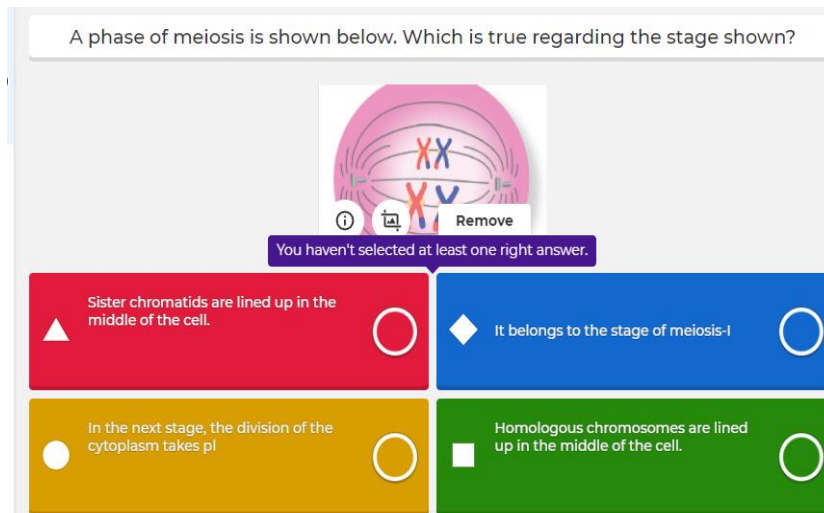 A phase of meiosis is shown below. Which is true regarding the stage shown?
Remove
You haven't selected at least one right answer.
Sister chromatids are lined up in the
middle of the cell.
It belongs to the stage of meiosis-I
In the next stage, the division of the
cytoplasm takes pl
Homologous chromosomes are lined
up in the middle of the cell.